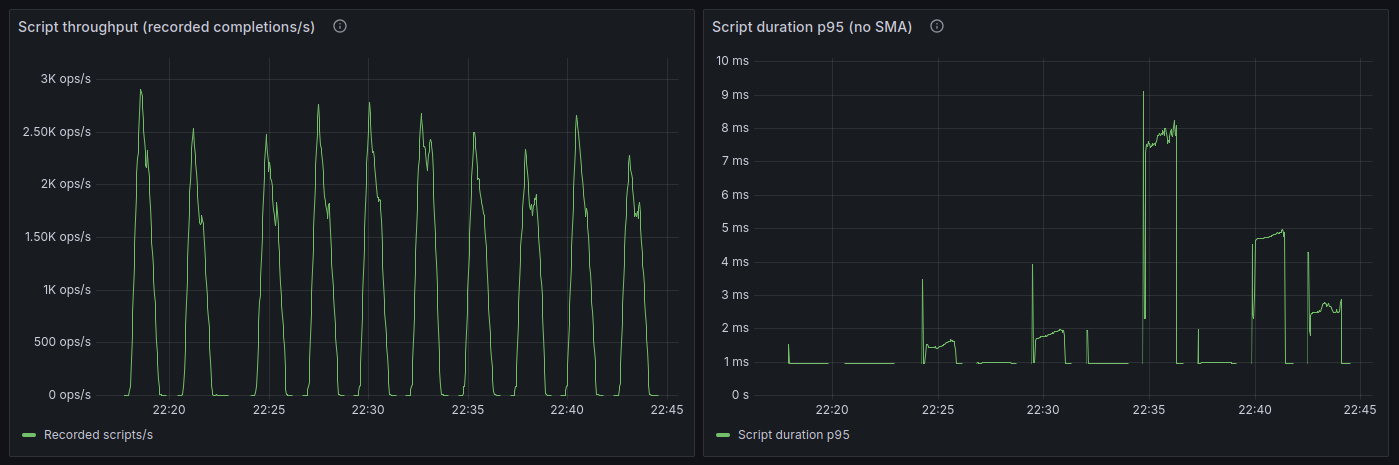 Script throughput (recorded completions/s)
3K ops/s
2.50K ops/s
2K ops/s
1.50K ops/s
1K ops/s
500 ops/s
0 ops/s
22:20 22:25 22:30 22:35 22:40 22:45
Recorded scripts/s
Script duration p95 (no SMA)
10 ms
9 ms
8 ms
7 ms
6 ms
5 ms
4 ms
3 ms
2 ms
1 ms
0 s
22:20 22:25 22:30 22:35 22:40 22:45
Script duration p95